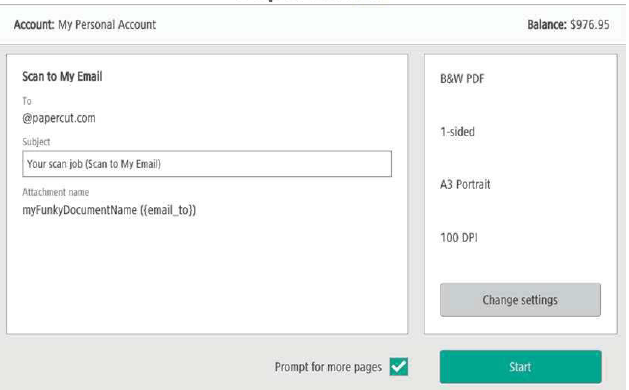 Account: My Personal Account
Balance: $976.95
Scan to My Email
To
@papercut.com
Subject
Your scan job (Scan to My Email)
Attachment name
myFunkyDocumentName ({email_to})
B&W PDF
1-sided
A3 Portrait
100 DPI
Change settings
Prompt for more pages
Start